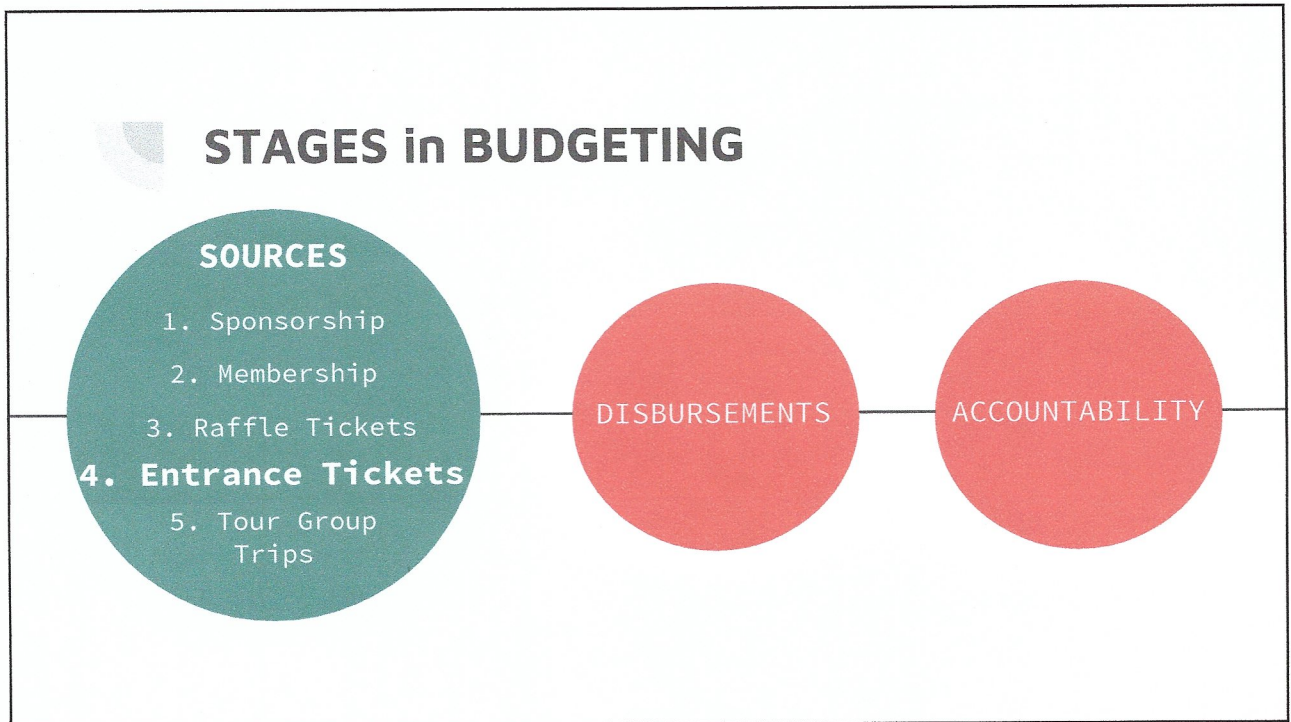 STAGES in BUDGETING
SOURCES
1. Sponsorship
2. Membership
3. Raffle Tickets
4. Entrance Tickets
5. Tour Group
Trips
DISBURSEMENTS
ACCOUNTABILITY